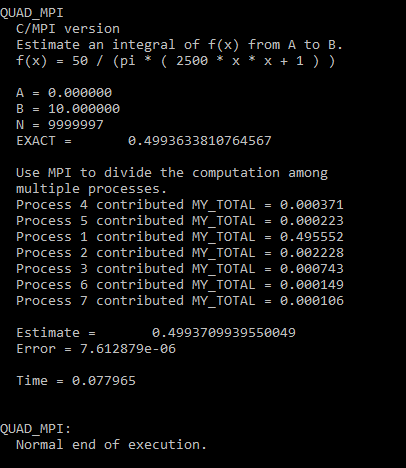 QUAD_MPI
  C/MPI version
  Estimate an integral of f(x) from A to B.
  f(x) = 50 / (pi * ( 2500 * x * x + 1 ) )

  A = 0.000000
  B = 10.000000
  N = 9999997
  EXACT =       0.4993633810764567

  Use MPI to divide the computation among
  multiple processes.
  Process 4 contributed MY_TOTAL = 0.000371
  Process 5 contributed MY_TOTAL = 0.000223
  Process 1 contributed MY_TOTAL = 0.495552
  Process 2 contributed MY_TOTAL = 0.002228
  Process 3 contributed MY_TOTAL = 0.000743
  Process 6 contributed MY_TOTAL = 0.000149
  Process 7 contributed MY_TOTAL = 0.000106

  Estimate =       0.4993709939550049
  Error = 7.612879e-06

  Time = 0.077965


QUAD_MPI:
  Normal end of execution.